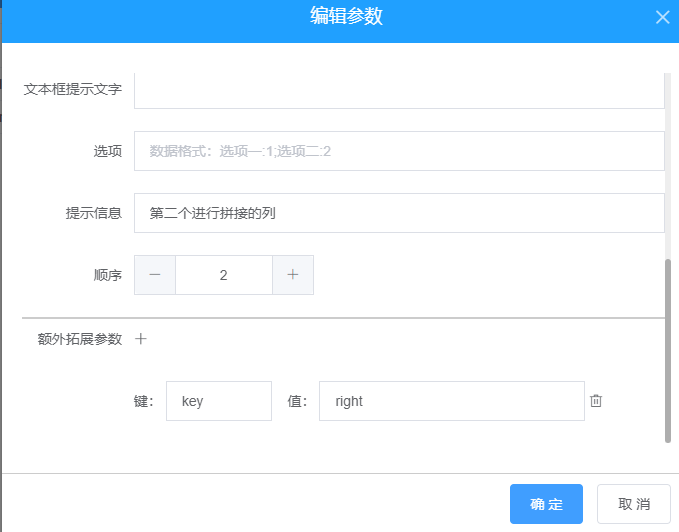 编辑参数
文本框提示文字
选项 数据格式：选项一:1;选项二:2
提示信息 第二个进行拼接的列
顺序 2
额外拓展参数
键： key 值： right
确 定 取 消